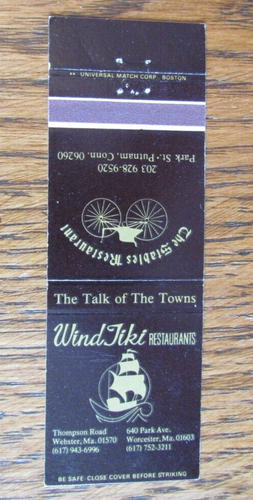 ** UNIVERSAL MATCH CORP. BOSTON
The Stables Restaurant
203 928-9520
Park St.- Putnam, Conn. 06260
The Talk of The Towns
Wind Tiki RESTAURANTS
Thompson Road
Webster, Ma. 01570
(617) 943-6996
640 Park Ave.
Worcester, Ma. 01603
(617) 752-3211
BE SAFE-CLOSE COVER BEFORE STRIKING